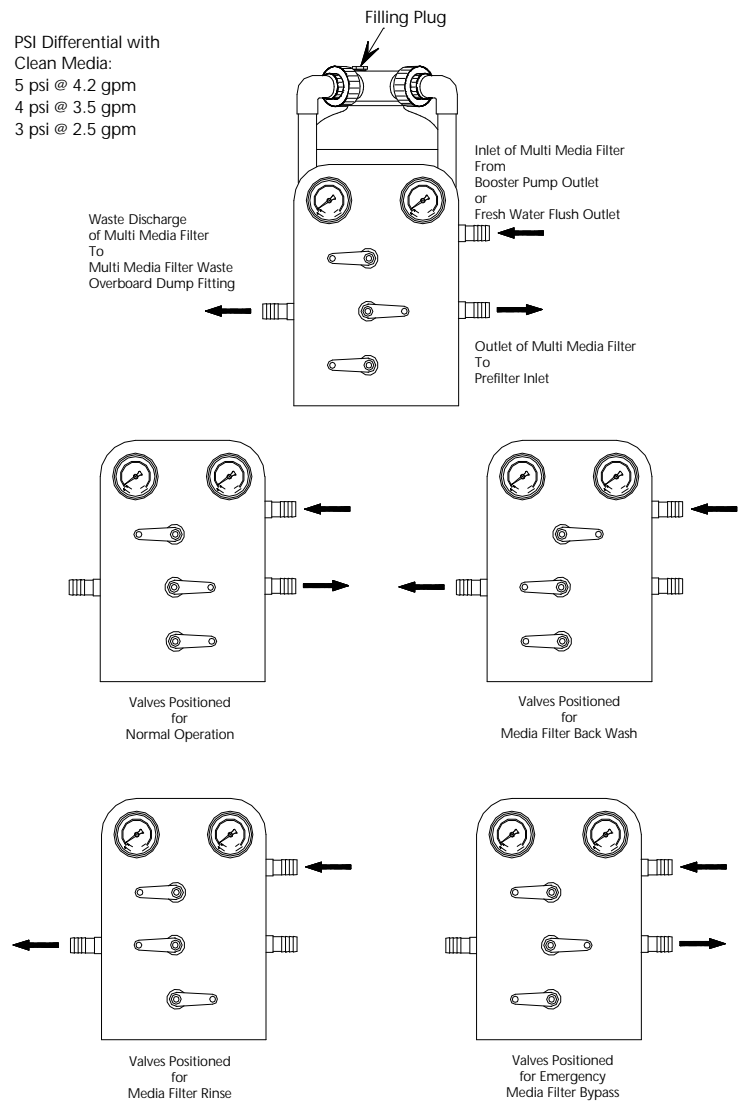 Filling Plug
PSI Differential with
Clean Media:
5 psi @ 4.2 gpm
4 psi @ 3.5 gpm
3 psi @ 2.5 gpm
Inlet of Multi Media Filter
From
Booster Pump Outlet
or
Fresh Water Flush Outlet
Waste Discharge
of Multi Media Filter
To
Multi Media Filter Waste
Overboard Dump Fitting
Outlet of Multi Media Filter
To
Prefilter Inlet
Valves Positioned
for
Normal Operation
Valves Positioned
for
Media Filter Back Wash
Valves Positioned
for
Media Filter Rinse
Valves Positioned
for Emergency
Media Filter Bypass